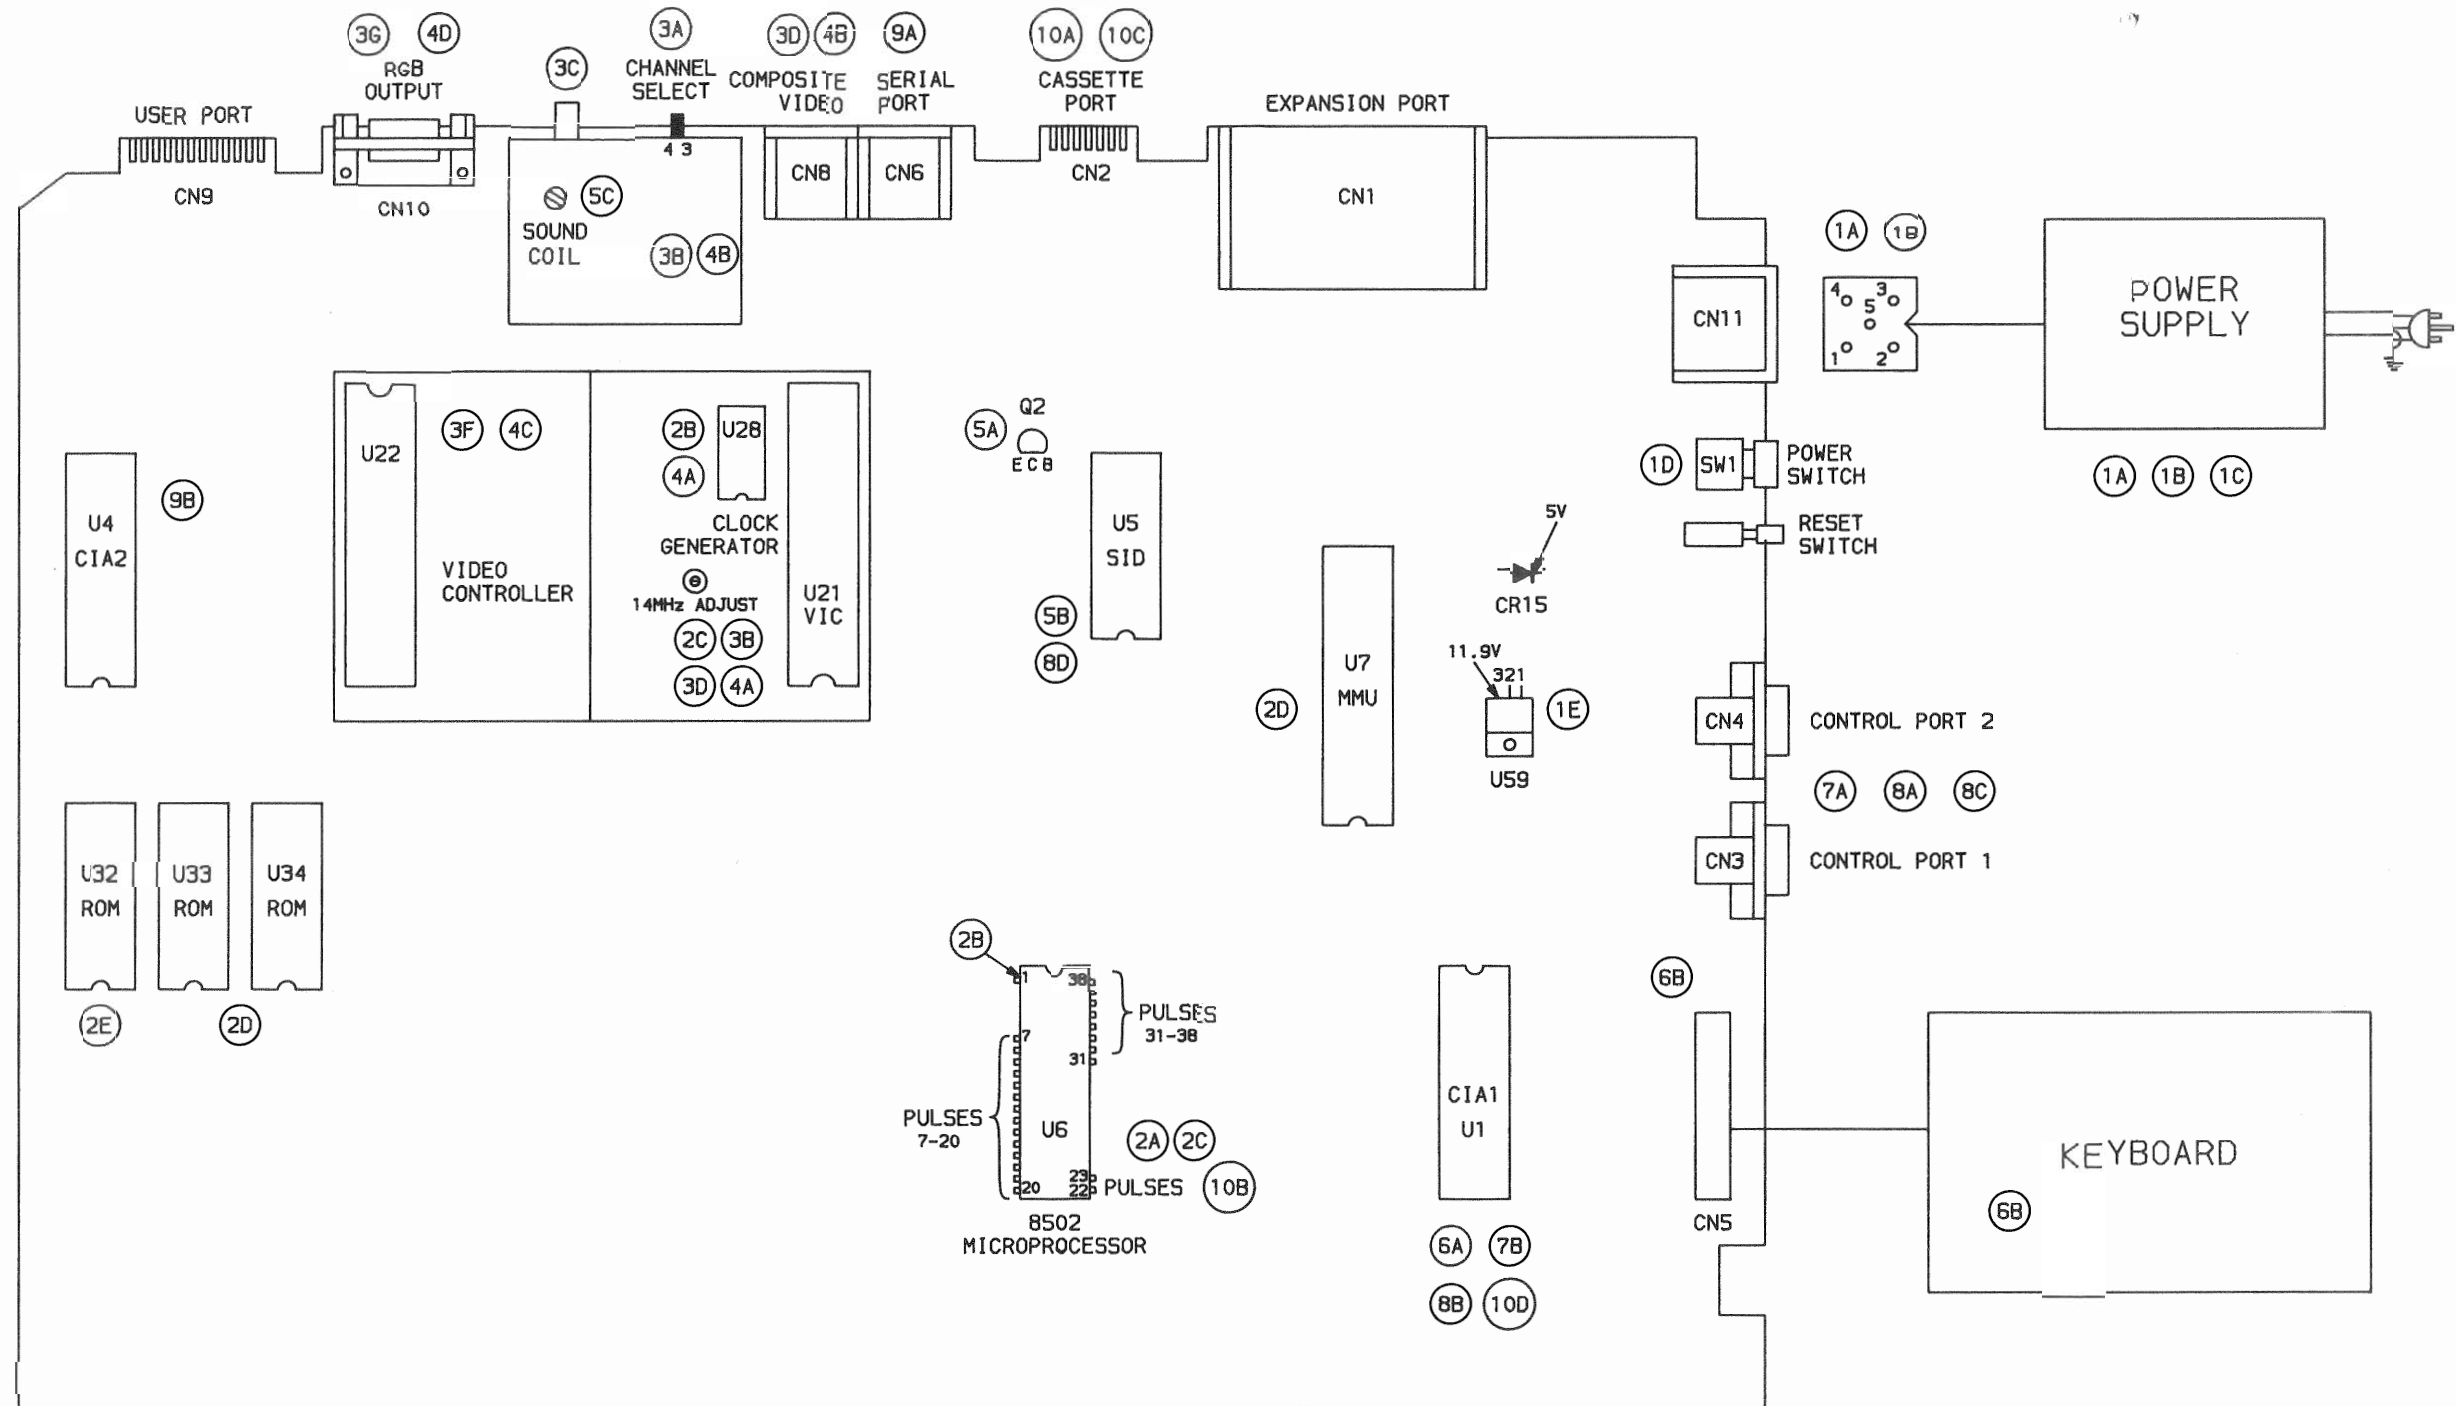 3G 4D
RGB
OUTPUT
3C
3A
CHANNEL
SELECT
3D 4B
COMPOSITE
VIDEO
9A
SERIAL
PORT
10A 10C
CASSETTE
PORT
EXPANSION PORT
USER PORT
CN9
CN10
4 3
5C
SOUND
COIL
3B 4B
CN8
CN6
CN2
CN1
1A 1B
CN11
4 3
5
1 2
POWER
SUPPLY
1A 1B 1C
1D
SW1
POWER
SWITCH
RESET
SWITCH
U4
CIA2
9B
U22
3F 4C
VIDEO
CONTROLLER
2B
4A
U28
CLOCK
GENERATOR
14MHz ADJUST
2C 3B
3D 4A
U21
VIC
5A
Q2
E C B
U5
SID
5B
8D
2D
U7
MMU
5V
CR15
11.9V
321
1E
U59
CN4
CONTROL PORT 2
7A 8A 8C
CN3
CONTROL PORT 1
U32
ROM
U33
ROM
U34
ROM
2E
2D
2B
1
38
PULSES
31-38
7
31
PULSES
7-20
U6
2A 2C
20
23
22
PULSES
10B
8502
MICROPROCESSOR
CIA1
U1
6A 7B
8B 10D
6B
CN5
KEYBOARD
6B